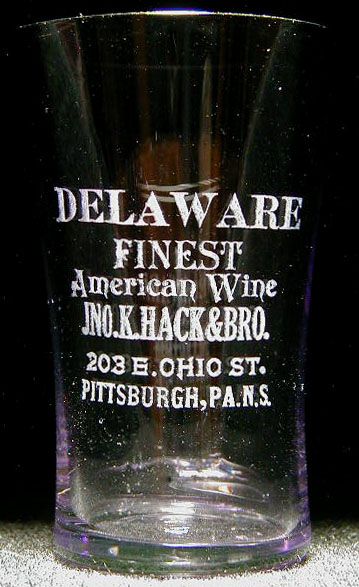 DELAWARE
FINEST
American Wine
JNO.K.HACK&BRO.
203 E.OHIO ST.
PITTSBURGH,PA.N.S.